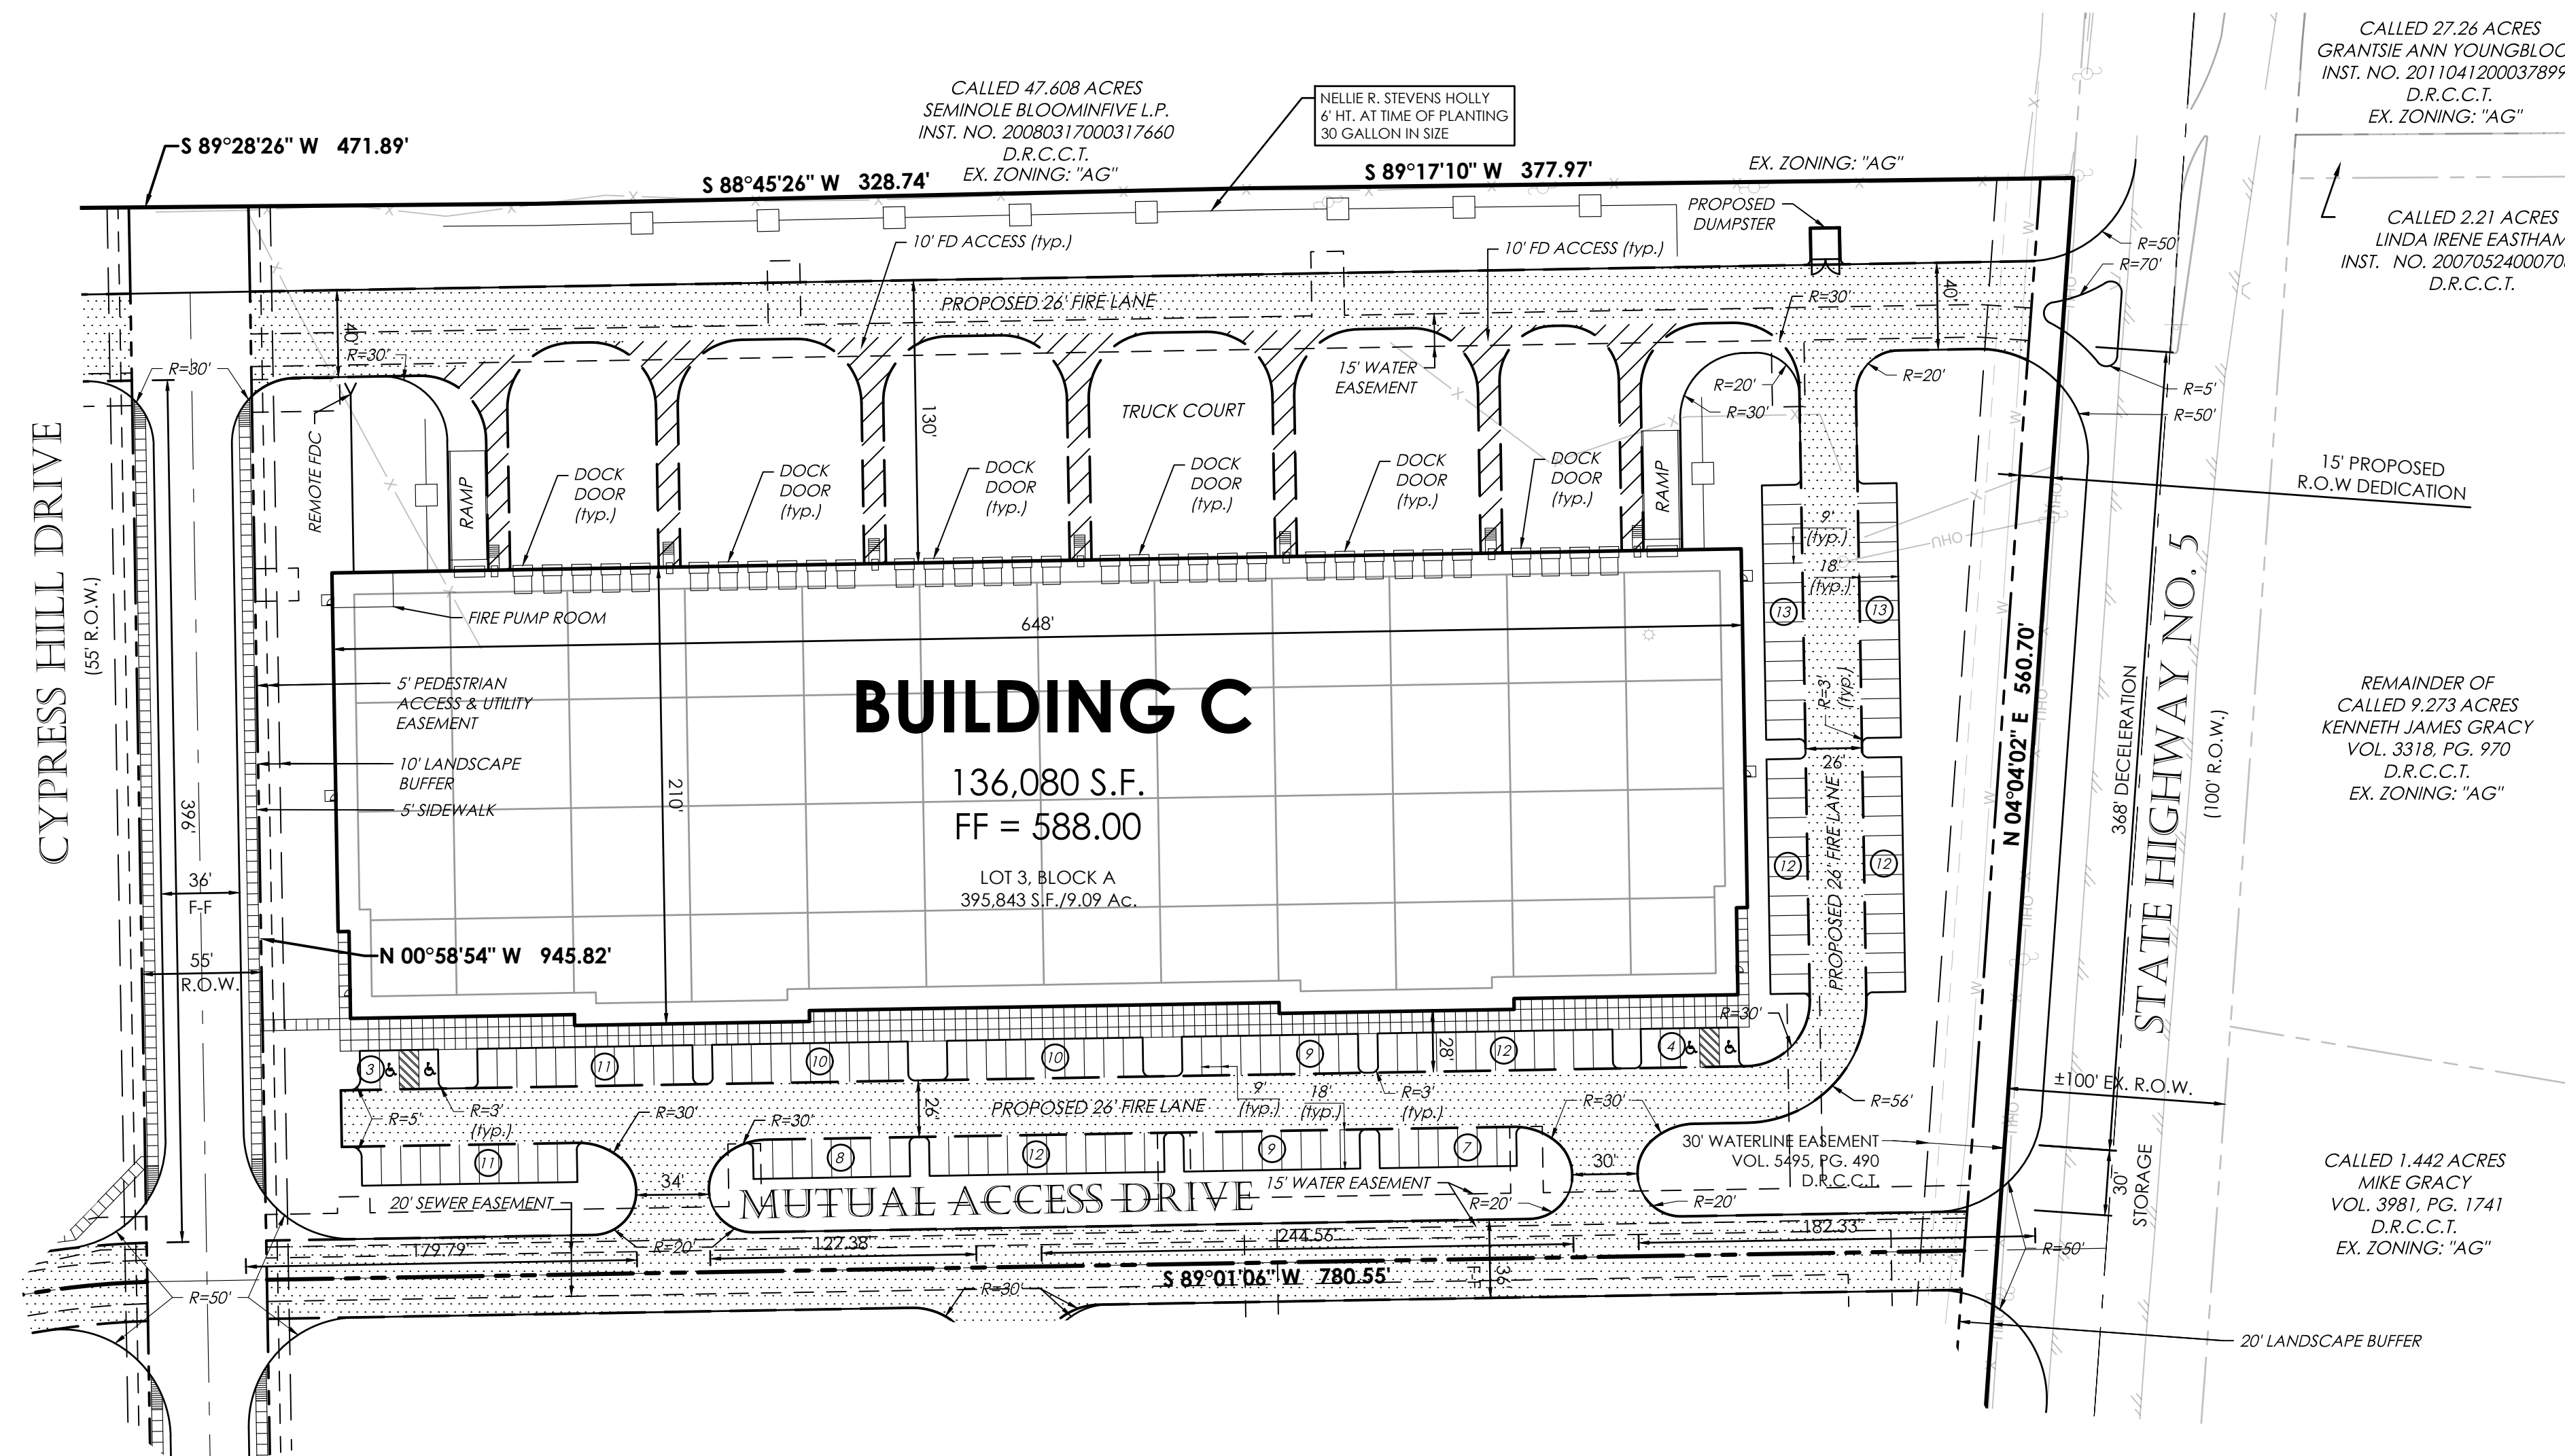 CALLED 27.26 ACRES
GRANTSIE ANN YOUNGBLOO
INST. NO. 2011041200037899
D.R.C.C.T.
EX. ZONING: "AG"
CALLED 47.608 ACRES
SEMINOLE BLOOMINFIVE L.P.
INST. NO. 20080317000317660
D.R.C.C.T.
EX. ZONING: "AG"
NELLIE R. STEVENS HOLLY
6' HT. AT TIME OF PLANTING
30 GALLON IN SIZE
S 89°28'26" W 471.89'
S 88°45'26" W 328.74'
S 89°17'10" W 377.97'
EX. ZONING: "AG"
PROPOSED
DUMPSTER
CALLED 2.21 ACRES
LINDA IRENE EASTHAM
INST. NO. 2007052400070
D.R.C.C.T.
10' FD ACCESS (typ.)
10' FD ACCESS (typ.)
R=50'
R=70'
PROPOSED 26' FIRE LANE
R=30'
40'
40'
R=30'
R=30'
15' WATER
EASEMENT
130'
TRUCK COURT
R=20'
R=30'
R=20'
R=5'
R=50'
REMOTE FDC
RAMP
DOCK
DOOR
(typ.)
DOCK
DOOR
(typ.)
DOCK
DOOR
(typ.)
DOCK
DOOR
(typ.)
DOCK
DOOR
(typ.)
DOCK
DOOR
(typ.)
RAMP
15' PROPOSED
R.O.W DEDICATION
9'
(typ.)
18'
(typ.)
OHU
CYPRESS HILL DRIVE
(55' R.O.W.)
FIRE PUMP ROOM
648'
13
13
5' PEDESTRIAN
ACCESS & UTILITY
EASEMENT
10' LANDSCAPE
BUFFER
5' SIDEWALK
396'
210'
BUILDING C
136,080 S.F.
FF = 588.00
LOT 3, BLOCK A
395,843 S.F./9.09 Ac.
R=3'
(typ.)
26'
12
12
PROPOSED 26' FIRE LANE
N 04°04'02" E 560.70'
368' DECELERATION
STATE HIGHWAY NO. 5
(100' R.O.W.)
REMAINDER OF
CALLED 9.273 ACRES
KENNETH JAMES GRACY
VOL. 3318, PG. 970
D.R.C.C.T.
EX. ZONING: "AG"
36'
F-F
N 00°58'54" W 945.82'
55'
R.O.W.
R=30'
3
11
10
10
9
28'
12
4
±100' EX. R.O.W.
R=5'
R=3'
(typ.)
R=30'
R=30'
26'
PROPOSED 26' FIRE LANE
9'
(typ.)
18'
(typ.)
R=3'
(typ.)
R=30'
R=56'
11
8
12
9
7
30' WATERLINE EASEMENT
VOL. 5495, PG. 490
D.R.C.C.T.
34'
30'
20' SEWER EASEMENT
MUTUAL ACCESS DRIVE
15' WATER EASEMENT
R=20'
R=20'
30'
STORAGE
CALLED 1.442 ACRES
MIKE GRACY
VOL. 3981, PG. 1741
D.R.C.C.T.
EX. ZONING: "AG"
179.79'
R=20'
122.38'
244.56'
182.33'
R=50'
S 89°01'06" W 780.55'
36'
F-F
R=50'
R=30'
20' LANDSCAPE BUFFER